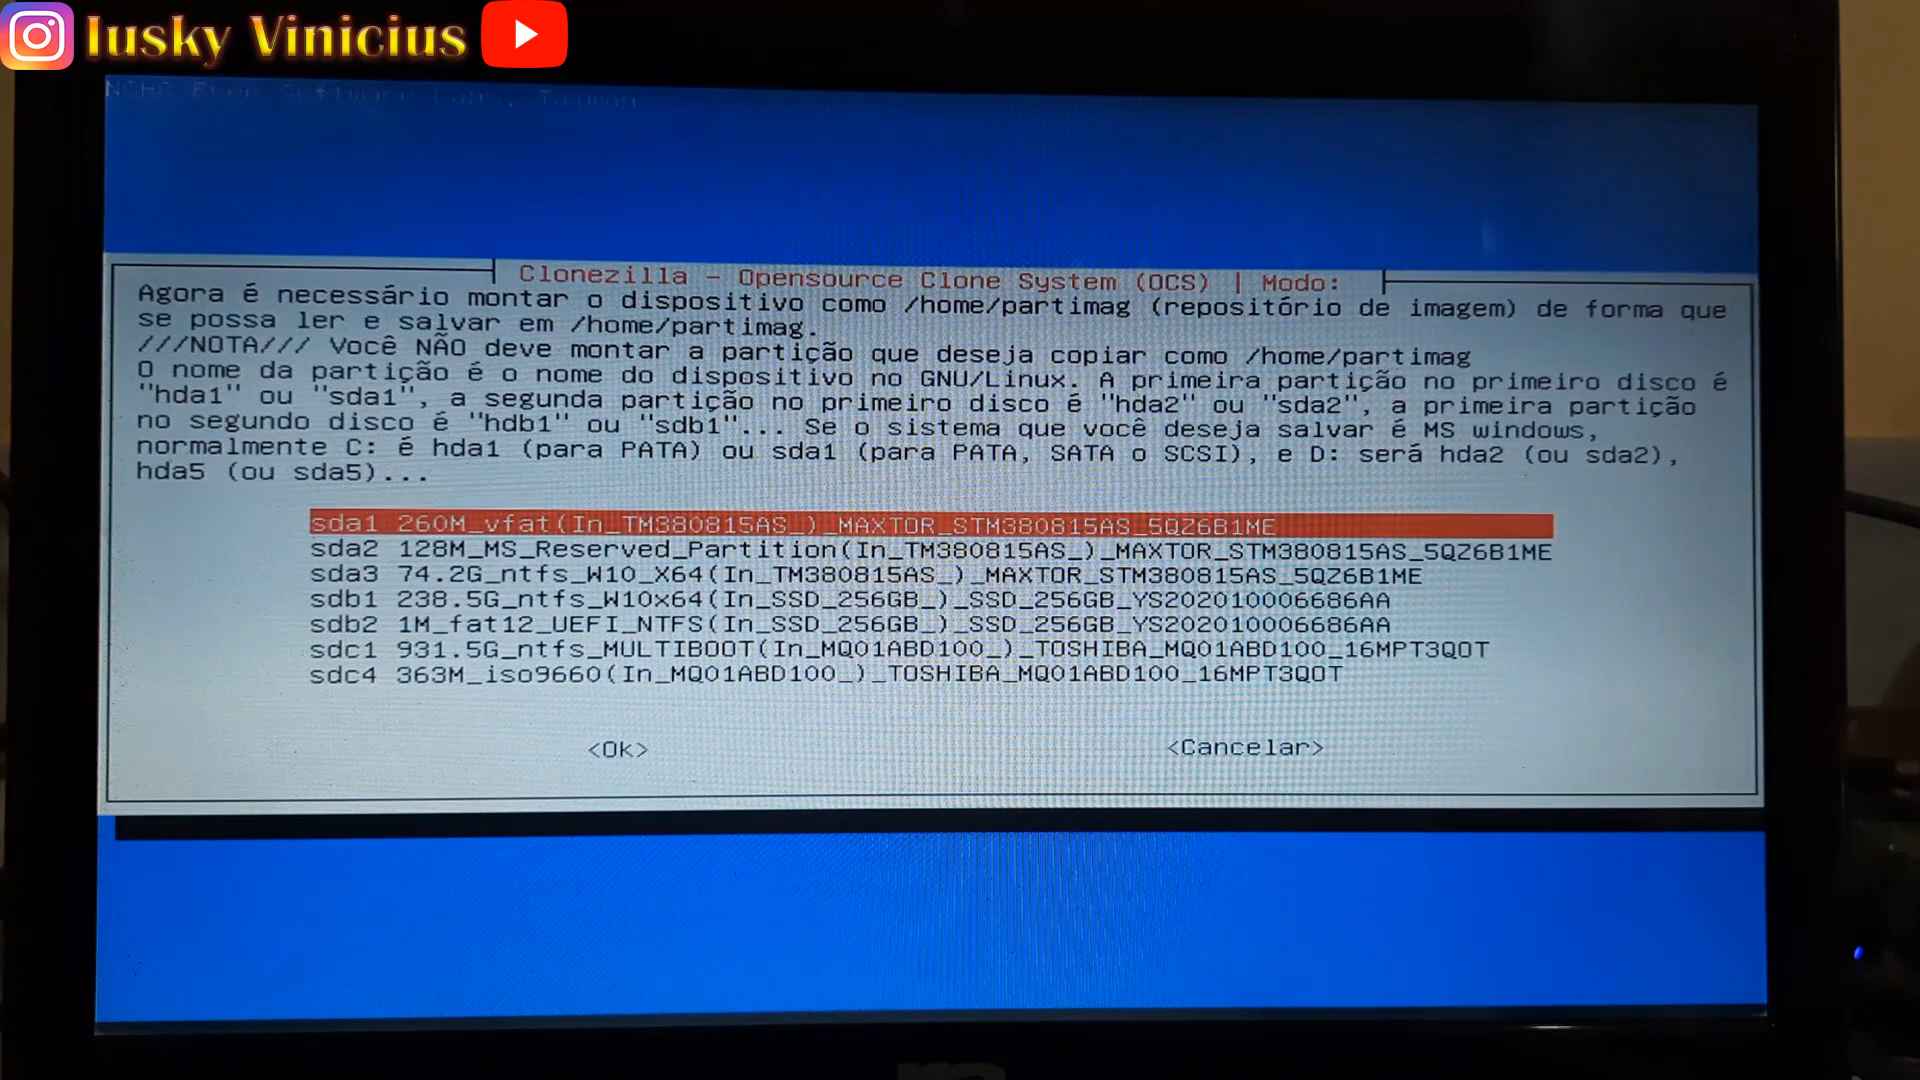 Iusky Vinicius
NCHC Free Software Labs, Taiwan
Clonezilla - Opensource Clone System (OCS) | Modo:
Agora é necessário montar o dispositivo como /home/partimag (repositório de imagem) de forma que
se possa ler e salvar em /home/partimag.
///NOTA/// Você NÃO deve montar a partição que deseja copiar como /home/partimag
O nome da partição é o nome do dispositivo no GNU/Linux. A primeira partição no primeiro disco é
"hda1" ou "sda1", a segunda partição no primeiro disco é "hda2" ou "sda2", a primeira partição
no segundo disco é "hdb1" ou "sdb1"... Se o sistema que você deseja salvar é MS windows,
normalmente C: é hda1 (para PATA) ou sda1 (para PATA, SATA o SCSI), e D: será hda2 (ou sda2),
hda5 (ou sda5)...
sda1 260M_vfat(In_TM380815AS_)_MAXTOR_STM380815AS_5QZ6B1ME
sda2 128M_MS_Reserved_Partition(In_TM380815AS_)_MAXTOR_STM380815AS_5QZ6B1ME
sda3 74.2G_ntfs_W10_X64(In_TM380815AS_)_MAXTOR_STM380815AS_5QZ6B1ME
sdb1 238.5G_ntfs_W10x64(In_SSD_256GB_)_SSD_256GB_YS202010006686AA
sdb2 1M_fat12_UEFI_NTFS(In_SSD_256GB_)_SSD_256GB_YS202010006686AA
sdc1 931.5G_ntfs_MULTIBOOT(In_MQ01ABD100_)_TOSHIBA_MQ01ABD100_16MPT3QOT
sdc4 363M_iso9660(In_MQ01ABD100_)_TOSHIBA_MQ01ABD100_16MPT3QOT
<Ok> <Cancelar>